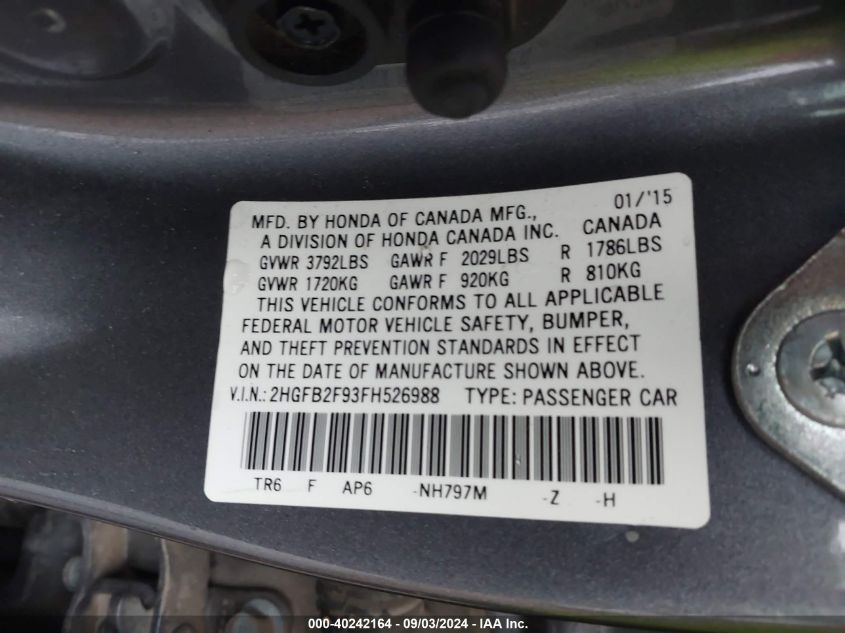 01/'15
MFD. BY HONDA OF CANADA MFG.,
A DIVISION OF HONDA CANADA INC. CANADA
GVWR 3792LBS GAWR F 2029LBS R 1786LBS
GVWR 1720KG GAWR F 920KG R 810KG
THIS VEHICLE CONFORMS TO ALL APPLICABLE
FEDERAL MOTOR VEHICLE SAFETY, BUMPER,
AND THEFT PREVENTION STANDARDS IN EFFECT
ON THE DATE OF MANUFACTURE SHOWN ABOVE.
V.I.N.: 2HGFB2F93FH526988 TYPE: PASSENGER CAR
TR6 F AP6 -NH797M -Z -H
000-40242164 - 09/03/2024 - IAA Inc.